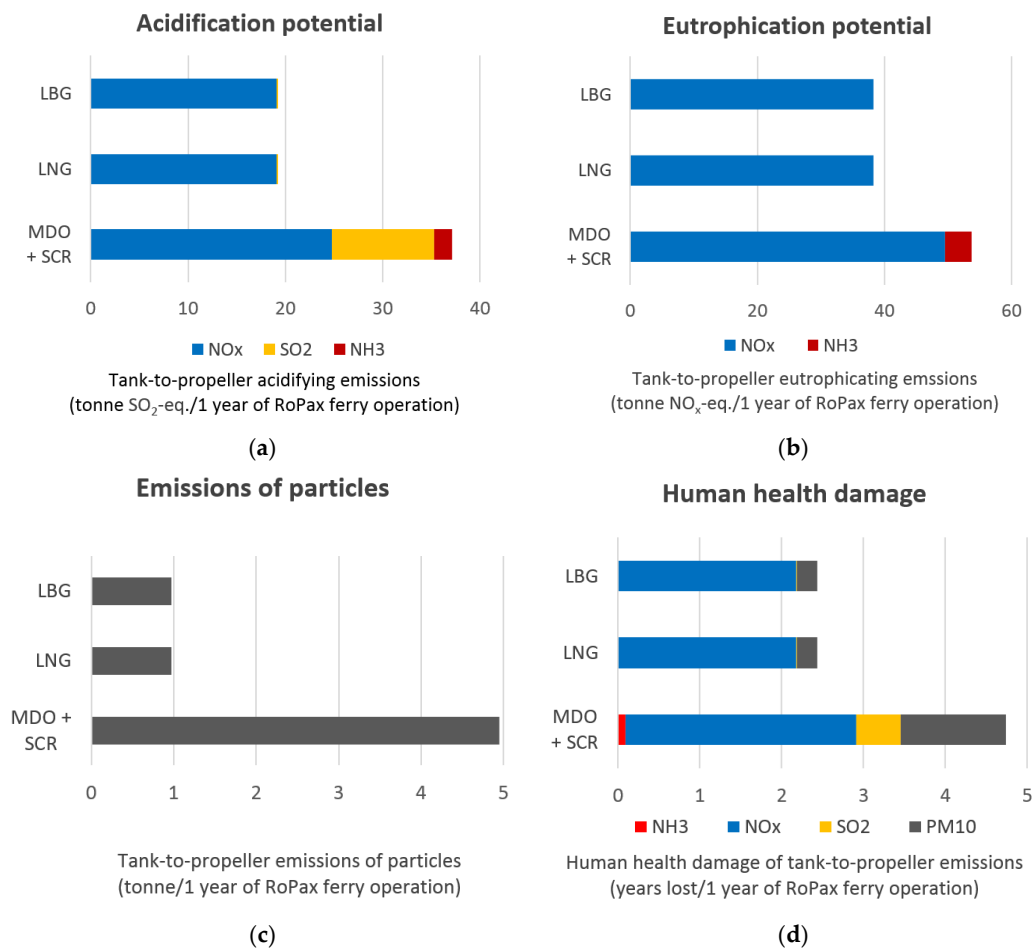 Acidification potential
LBG
LNG
MDO
+ SCR
0 10 20 30 40
NOx SO2 NH3
Tank-to-propeller acidifying emissions
(tonne SO₂-eq./1 year of RoPax ferry operation)
(a)
Eutrophication potential
LBG
LNG
MDO
+ SCR
0 20 40 60
NOx NH3
Tank-to-propeller eutrophicating emssions
(tonne NOₓ-eq./1 year of RoPax ferry operation)
(b)
Emissions of particles
LBG
LNG
MDO +
SCR
0 1 2 3 4 5
Tank-to-propeller emissions of particles
(tonne/1 year of RoPax ferry operation)
(c)
Human health damage
LBG
LNG
MDO
+ SCR
0 1 2 3 4 5
NH3 NOx SO2 PM10
Human health damage of tank-to-propeller emissions
(years lost/1 year of RoPax ferry operation)
(d)